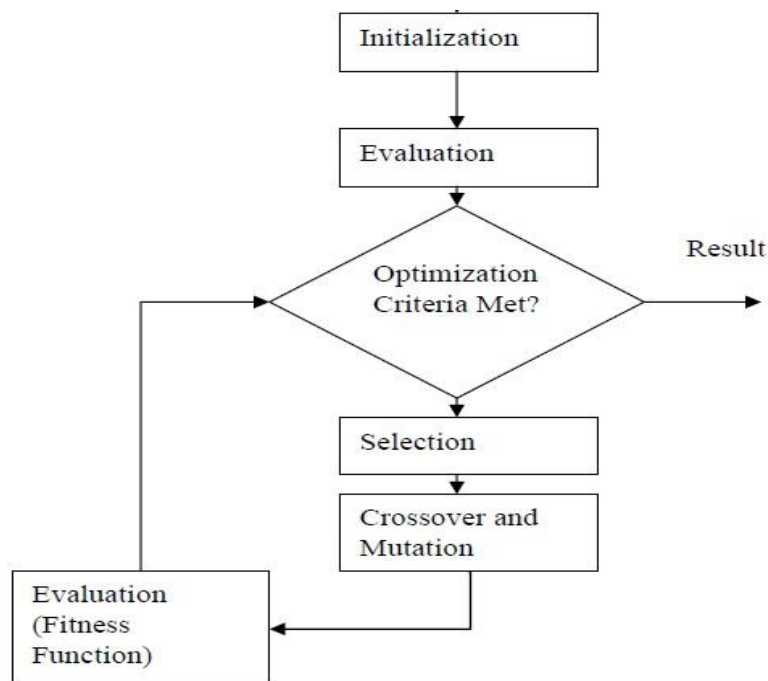 Initialization
Evaluation
Optimization
Criteria Met?
Result
Selection
Crossover and
Mutation
Evaluation
(Fitness
Function)